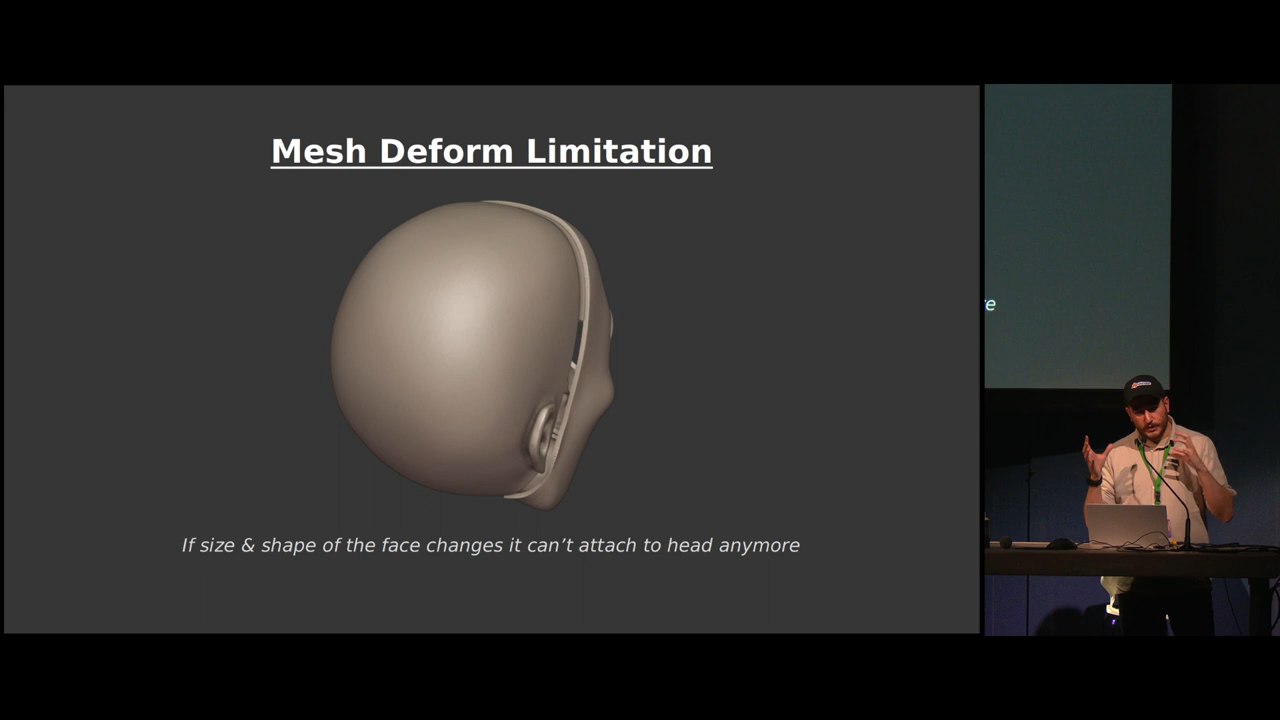 Mesh Deform Limitation
If size & shape of the face changes it can’t attach to head anymore